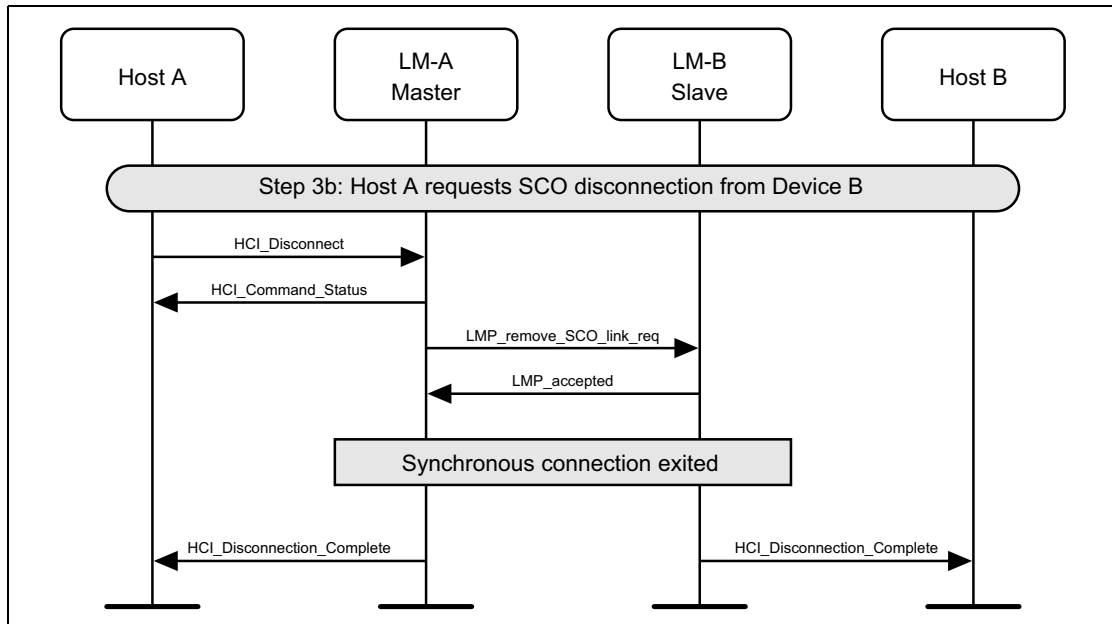 Host A
LM-A
Master
LM-B
Slave
Host B
Step 3b: Host A requests SCO disconnection from Device B
HCI_Disconnect
HCI_Command_Status
LMP_remove_SCO_link_req
LMP_accepted
Synchronous connection exited
HCI_Disconnection_Complete
HCI_Disconnection_Complete